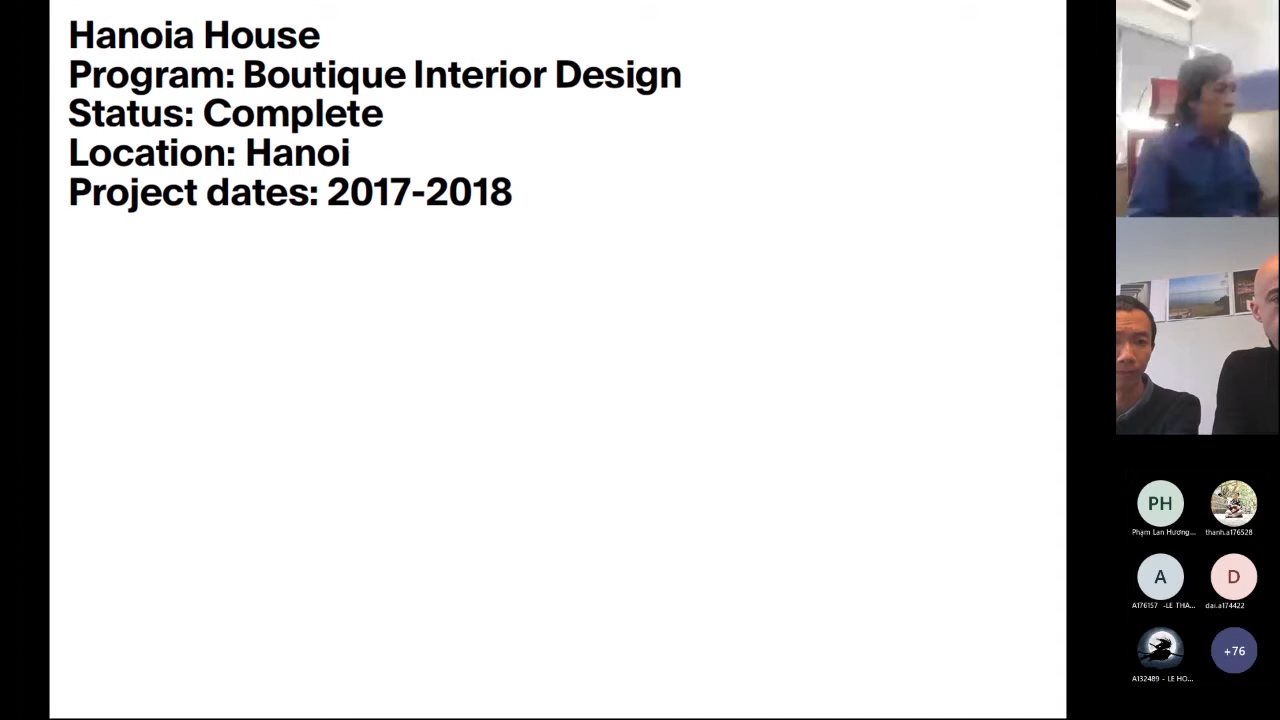 Hanoia House
Program: Boutique Interior Design
Status: Complete
Location: Hanoi
Project dates: 2017-2018
PH
Phạm Lan Hương...
thanh.a176528
A
A176157 -LE THA...
D
dai.a174422
A132489 - LE HO...
+76